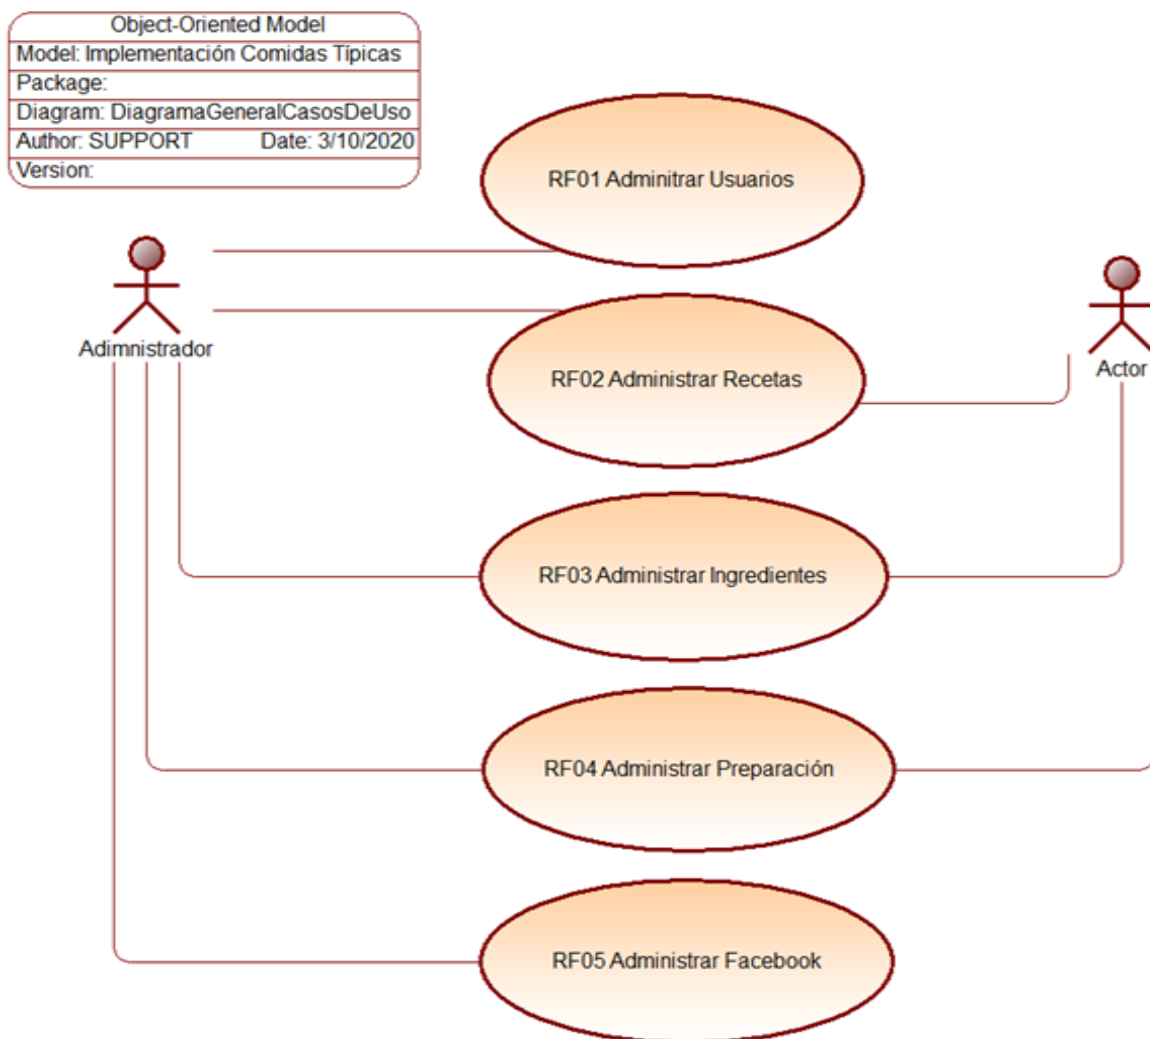 Object-Oriented Model
Model: Implementación Comidas Típicas
Package:
Diagram: DiagramaGeneralCasosDeUso
Author: SUPPORT Date: 3/10/2020
Version:
RF01 Adminitrar Usuarios
Adimnistrador
Actor
RF02 Administrar Recetas
RF03 Administrar Ingredientes
RF04 Administrar Preparación
RF05 Administrar Facebook